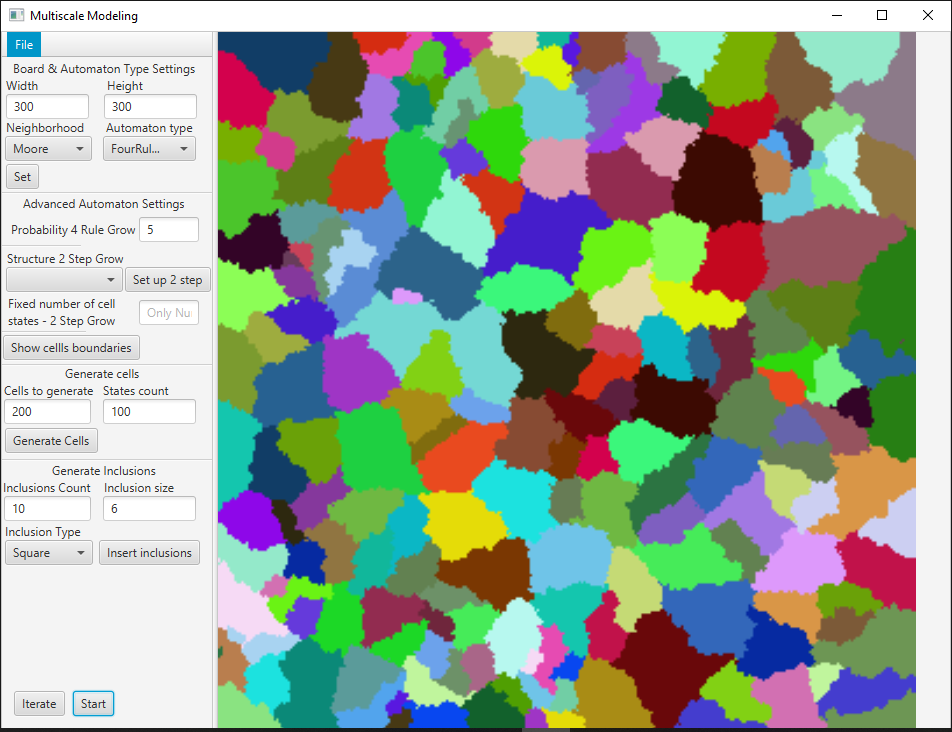 Multiscale Modeling
File
Board & Automaton Type Settings
Width Height
300 300
Neighborhood Automaton type
Moore FourRul...
Set
Advanced Automaton Settings
Probability 4 Rule Grow 5
Structure 2 Step Grow
Set up 2 step
Fixed number of cell
states - 2 Step Grow Only Nu
Show cellls boundaries
Generate cells
Cells to generate States count
200 100
Generate Cells
Generate Inclusions
Inclusions Count Inclusion size
10 6
Inclusion Type
Square Insert inclusions
Iterate Start